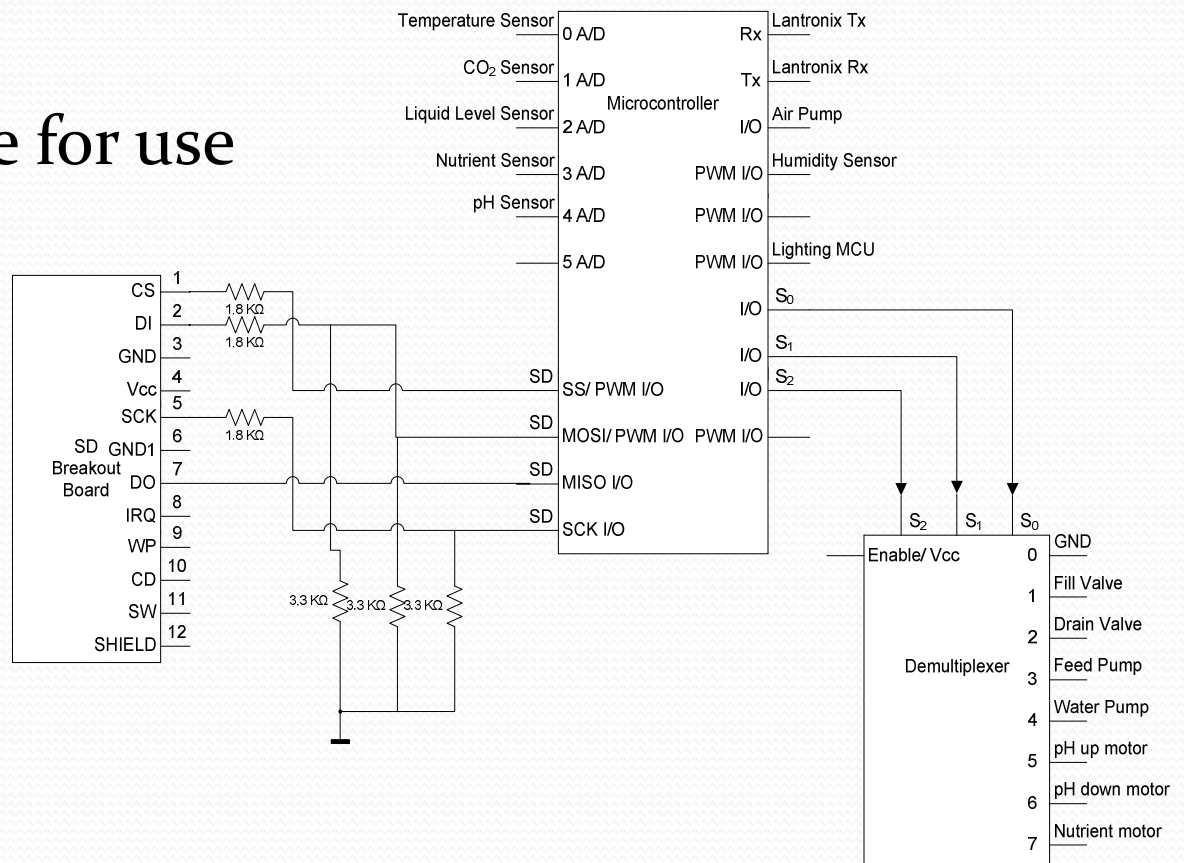 e for use
Temperature Sensor
CO₂ Sensor
Liquid Level Sensor
Nutrient Sensor
pH Sensor
0 A/D
1 A/D
2 A/D
3 A/D
4 A/D
5 A/D
Microcontroller
Rx
Tx
I/O
PWM I/O
PWM I/O
PWM I/O
I/O
I/O
I/O
PWM I/O
Lantronix Tx
Lantronix Rx
Air Pump
Humidity Sensor
Lighting MCU
S₀
S₁
S₂
SD
SS/ PWM I/O
SD
MOSI/ PWM I/O
SD
MISO I/O
SD
SCK I/O
SD
Breakout
Board
CS 1
DI 2
GND 3
Vcc 4
SCK 5
GND1 6
DO 7
IRQ 8
WP 9
CD 10
SW 11
SHIELD 12
1.8 KΩ
1.8 KΩ
1.8 KΩ
3.3 KΩ
3.3 KΩ
3.3 KΩ
S₂ S₁ S₀
Enable/ Vcc
Demultiplexer
0 GND
1 Fill Valve
2 Drain Valve
3 Feed Pump
4 Water Pump
5 pH up motor
6 pH down motor
7 Nutrient motor